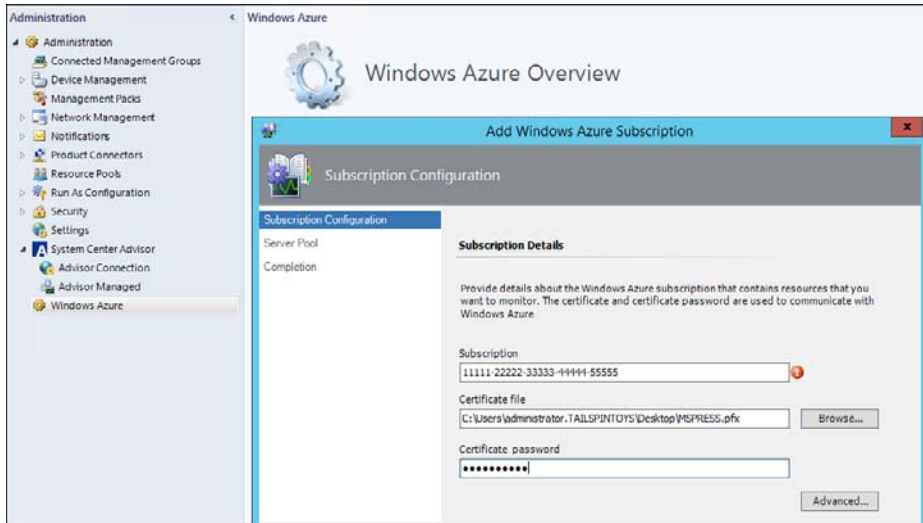 Administration
Administration
Connected Management Groups
Device Management
Management Packs
Network Management
Notifications
Product Connectors
Resource Pools
Run As Configuration
Security
Settings
System Center Advisor
Advisor Connection
Advisor Managed
Windows Azure
Windows Azure
Windows Azure Overview
Add Windows Azure Subscription
Subscription Configuration
Subscription Configuration
Server Pool
Completion
Subscription Details
Provide details about the Windows Azure subscription that contains resources that you
want to monitor. The certificate and certificate password are used to communicate with
Windows Azure
Subscription
11111-22222-33333-44444-55555
Certificate file
C:\Users\administrator.TAILSPINTOYS\Desktop\MSPRESS.pfx
Browse...
Certificate password
••••••••••
Advanced...